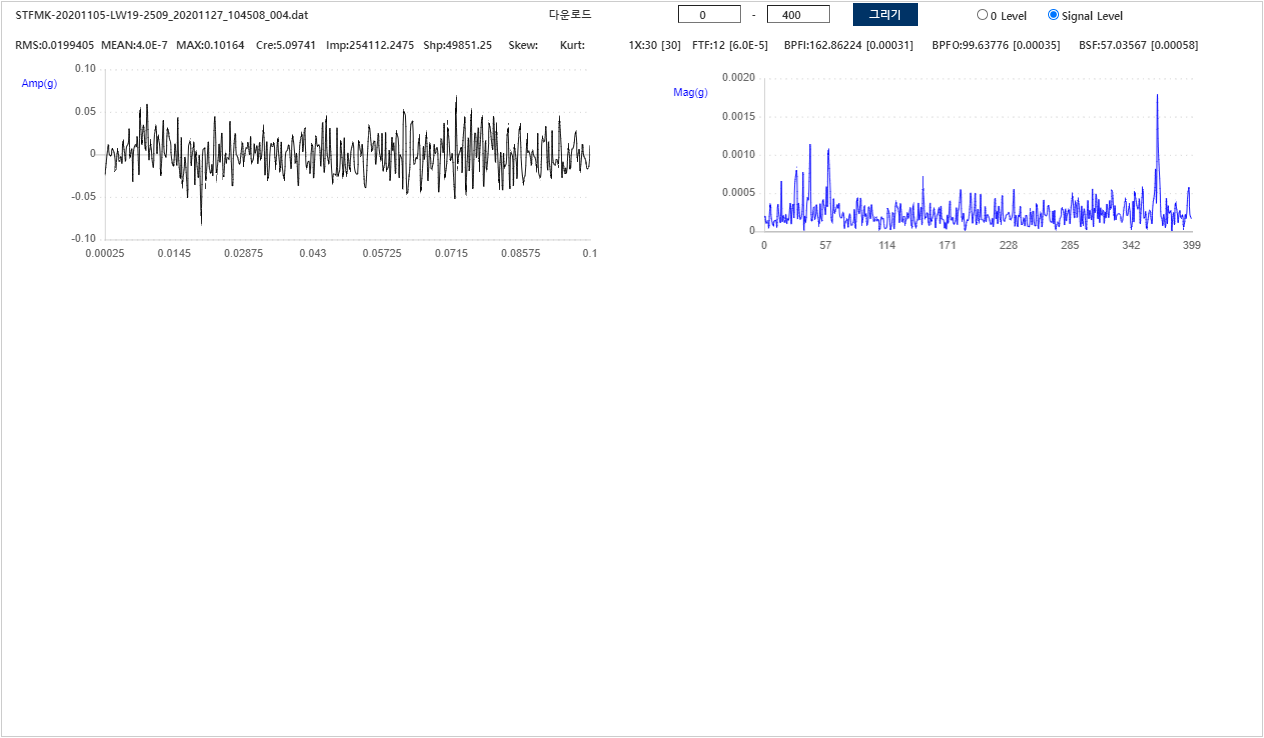 STFMK-20201105-LW19-2509_20201127_104508_004.dat 다운로드 0 - 400 그리기 0 Level Signal Level
RMS:0.0199405 MEAN:4.0E-7 MAX:0.10164 Cre:5.09741 Imp:254112.2475 Shp:49851.25 Skew: Kurt: 1X:30 [30] FTF:12 [6.0E-5] BPFI:162.86224 [0.00031] BPFO:99.63776 [0.00035] BSF:57.03567 [0.00058]
Amp(g)
0.10
0.05
0
-0.05
-0.10
0.00025 0.0145 0.02875 0.043 0.05725 0.0715 0.08575 0.1
Mag(g)
0.0020
0.0015
0.0010
0.0005
0
0 57 114 171 228 285 342 399